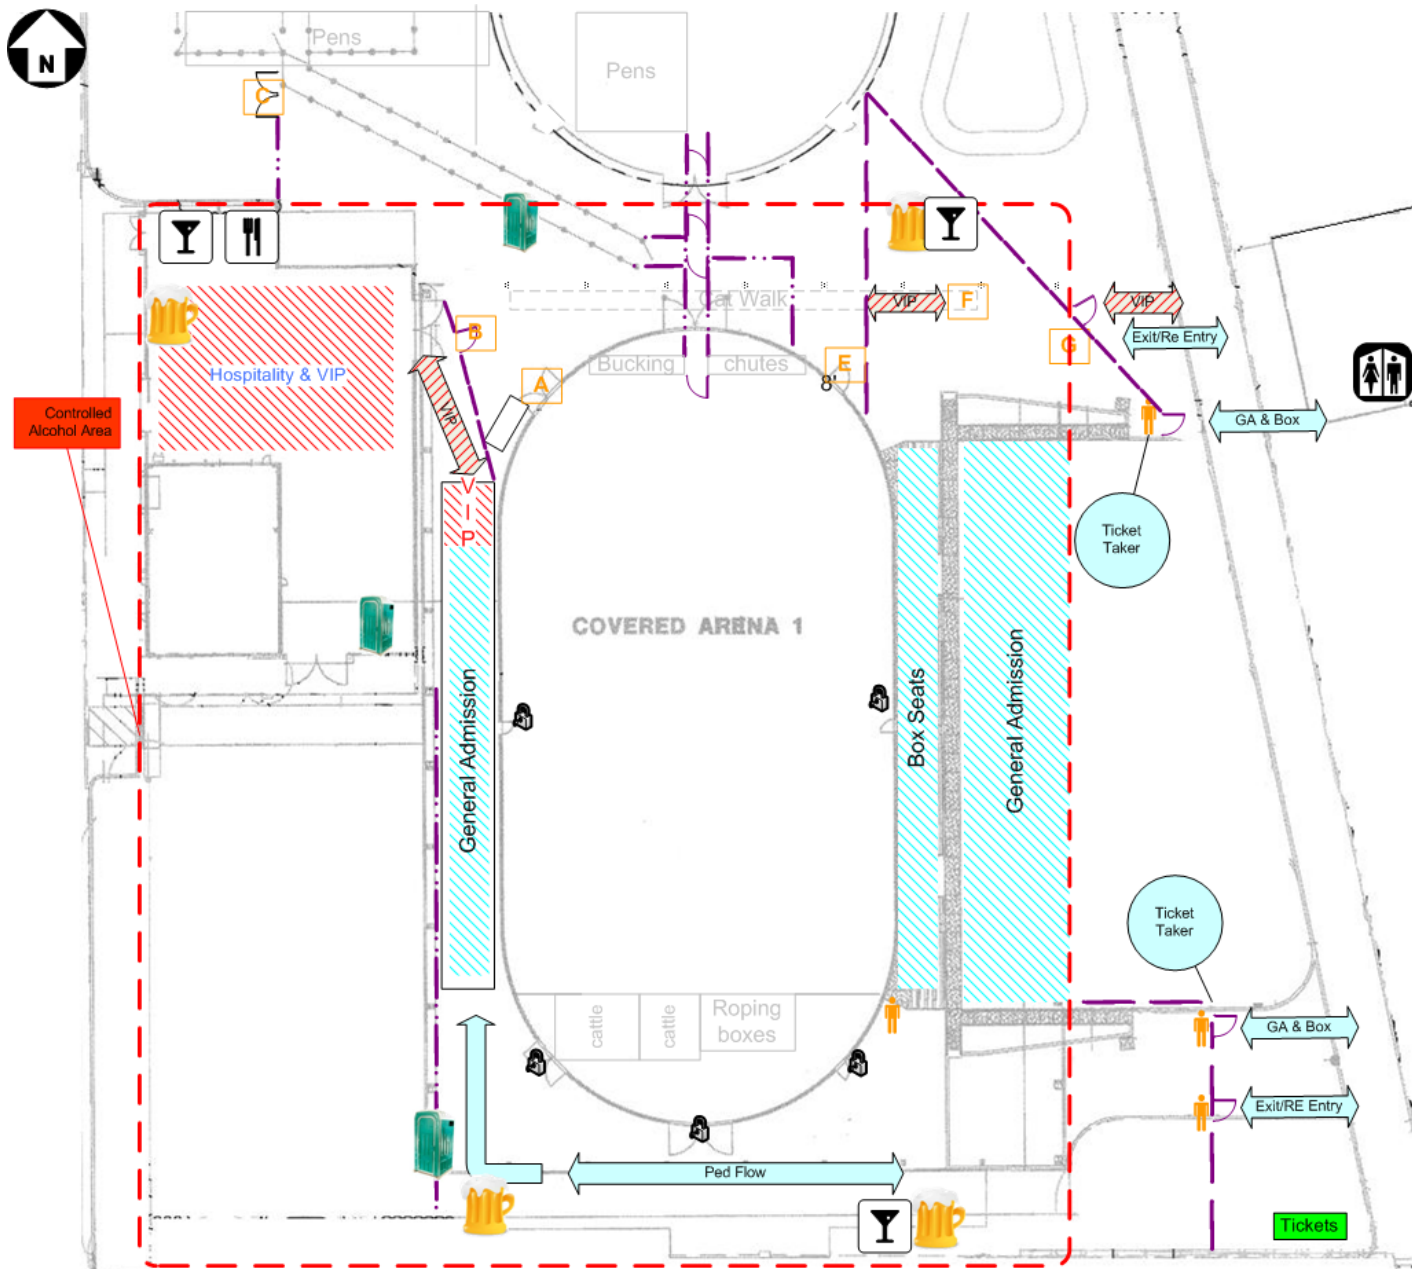 N
Pens
Pens
C
Cat Walk
VIP
F
VIP
Exit/Re Entry
B
G
Hospitality & VIP
Bucking
chutes
E
A
8'
Controlled
Alcohol Area
VIP
GA & Box
V
I
P
Ticket
Taker
COVERED ARENA 1
General Admission
Box Seats
General Admission
Ticket
Taker
cattle
cattle
Roping
boxes
GA & Box
Exit/RE Entry
Ped Flow
Tickets